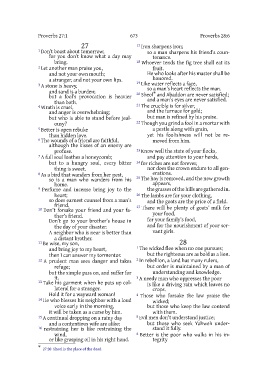 Proverbs 27:1
673
Proverbs 28:6
27
1 Don't boast about tomorrow;
for you don't know what a day may
bring.
2 Let another man praise you,
and not your own mouth;
a stranger, and not your own lips.
3 A stone is heavy,
and sand is a burden;
but a fool's provocation is heavier
than both.
4 Wrath is cruel,
and anger is overwhelming;
but who is able to stand before jeal-
ousy?
5 Better is open rebuke
than hidden love.
6 The wounds of a friend are faithful,
although the kisses of an enemy are
profuse.
7 A full soul loathes a honeycomb;
but to a hungry soul, every bitter
thing is sweet.
8 As a bird that wanders from her nest,
so is a man who wanders from his
home.
9 Perfume and incense bring joy to the
heart;
so does earnest counsel from a man's
friend.
10 Don't forsake your friend and your fa-
ther's friend.
Don't go to your brother's house in
the day of your disaster.
A neighbor who is near is better than
a distant brother.
11 Be wise, my son,
and bring joy to my heart,
then I can answer my tormentor.
12 A prudent man sees danger and takes
refuge;
but the simple pass on, and suffer for
it.
13 Take his garment when he puts up col-
lateral for a stranger.
Hold it for a wayward woman!
14 He who blesses his neighbor with a loud
voice early in the morning,
it will be taken as a curse by him.
15 A continual dropping on a rainy day
and a contentious wife are alike:
16 restraining her is like restraining the
wind,
or like grasping oil in his right hand.
17 Iron sharpens iron;
so a man sharpens his friend's coun-
tenance.
18 Whoever tends the fig tree shall eat its
fruit.
He who looks after his master shall be
honored.
19 Like water reflects a face,
so a man's heart reflects the man.
20 Sheol* and Abaddon are never satisfied;
and a man's eyes are never satisfied.
21 The crucible is for silver,
and the furnace for gold;
but man is refined by his praise.
22 Though you grind a fool in a mortar with
a pestle along with grain,
yet his foolishness will not be re-
moved from him.
23 Know well the state of your flocks,
and pay attention to your herds,
24 for riches are not forever,
nor does the crown endure to all gen-
erations.
25 The hay is removed, and the new growth
appears,
the grasses of the hills are gathered in.
26 The lambs are for your clothing,
and the goats are the price of a field.
27 There will be plenty of goats' milk for
your food,
for your family's food,
and for the nourishment of your ser-
vant girls.
28
1 The wicked flee when no one pursues;
but the righteous are as bold as a lion.
2 In rebellion, a land has many rulers,
but order is maintained by a man of
understanding and knowledge.
3 A needy man who oppresses the poor
is like a driving rain which leaves no
crops.
4 Those who forsake the law praise the
wicked;
but those who keep the law contend
with them.
5 Evil men don't understand justice;
but those who seek Yahweh under-
stand it fully.
6 Better is the poor who walks in his in-
tegrity
* 27:20 Sheol is the place of the dead